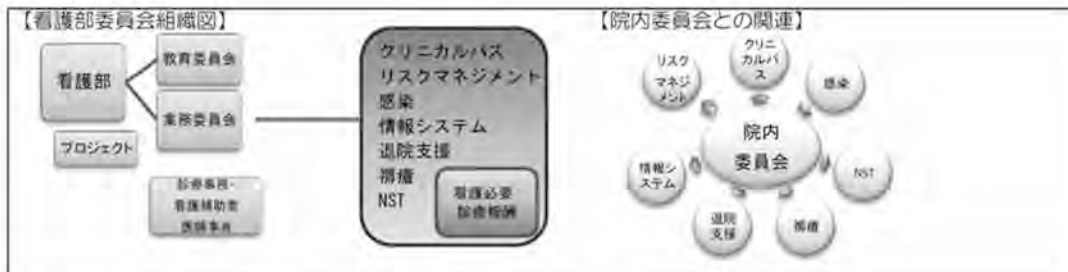 【看護部委員会組織図】
看護部
教育委員会
業務委員会
プロジェクト
診療事務・
看護補助者
医師事務
クリニカルパス
リスクマネジメント
感染
情報システム
退院支援
褥瘡
NST
看護必要
診療報酬
【院内委員会との関連】
院内
委員会
クリニ
カルパ
ス
感染
NST
褥瘡
退院
支援
情報シ
ステム
リスク
マネジ
メント